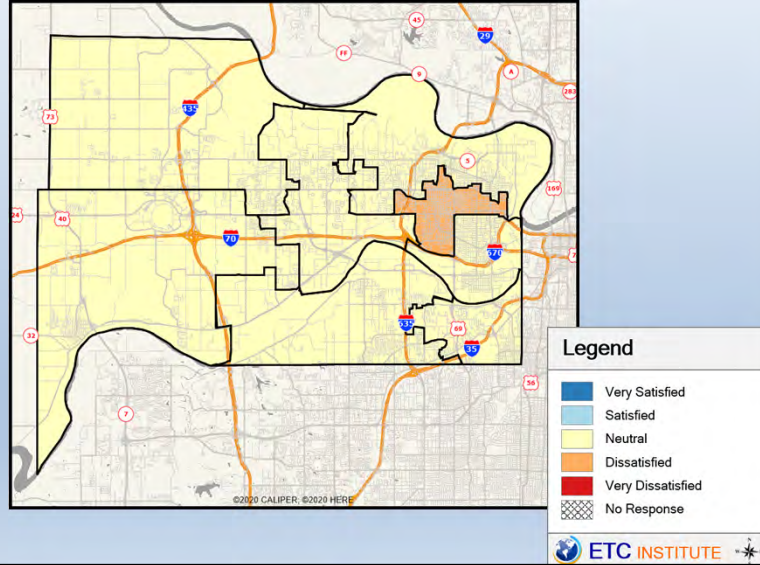 45
29
FF
9
A
283
435
73
5
169
24
40
70
670
32
635
69
35
56
7
©2020 CALIPER, ©2020 HERE
Legend
Very Satisfied
Satisfied
Neutral
Dissatisfied
Very Dissatisfied
No Response
ETC INSTITUTE